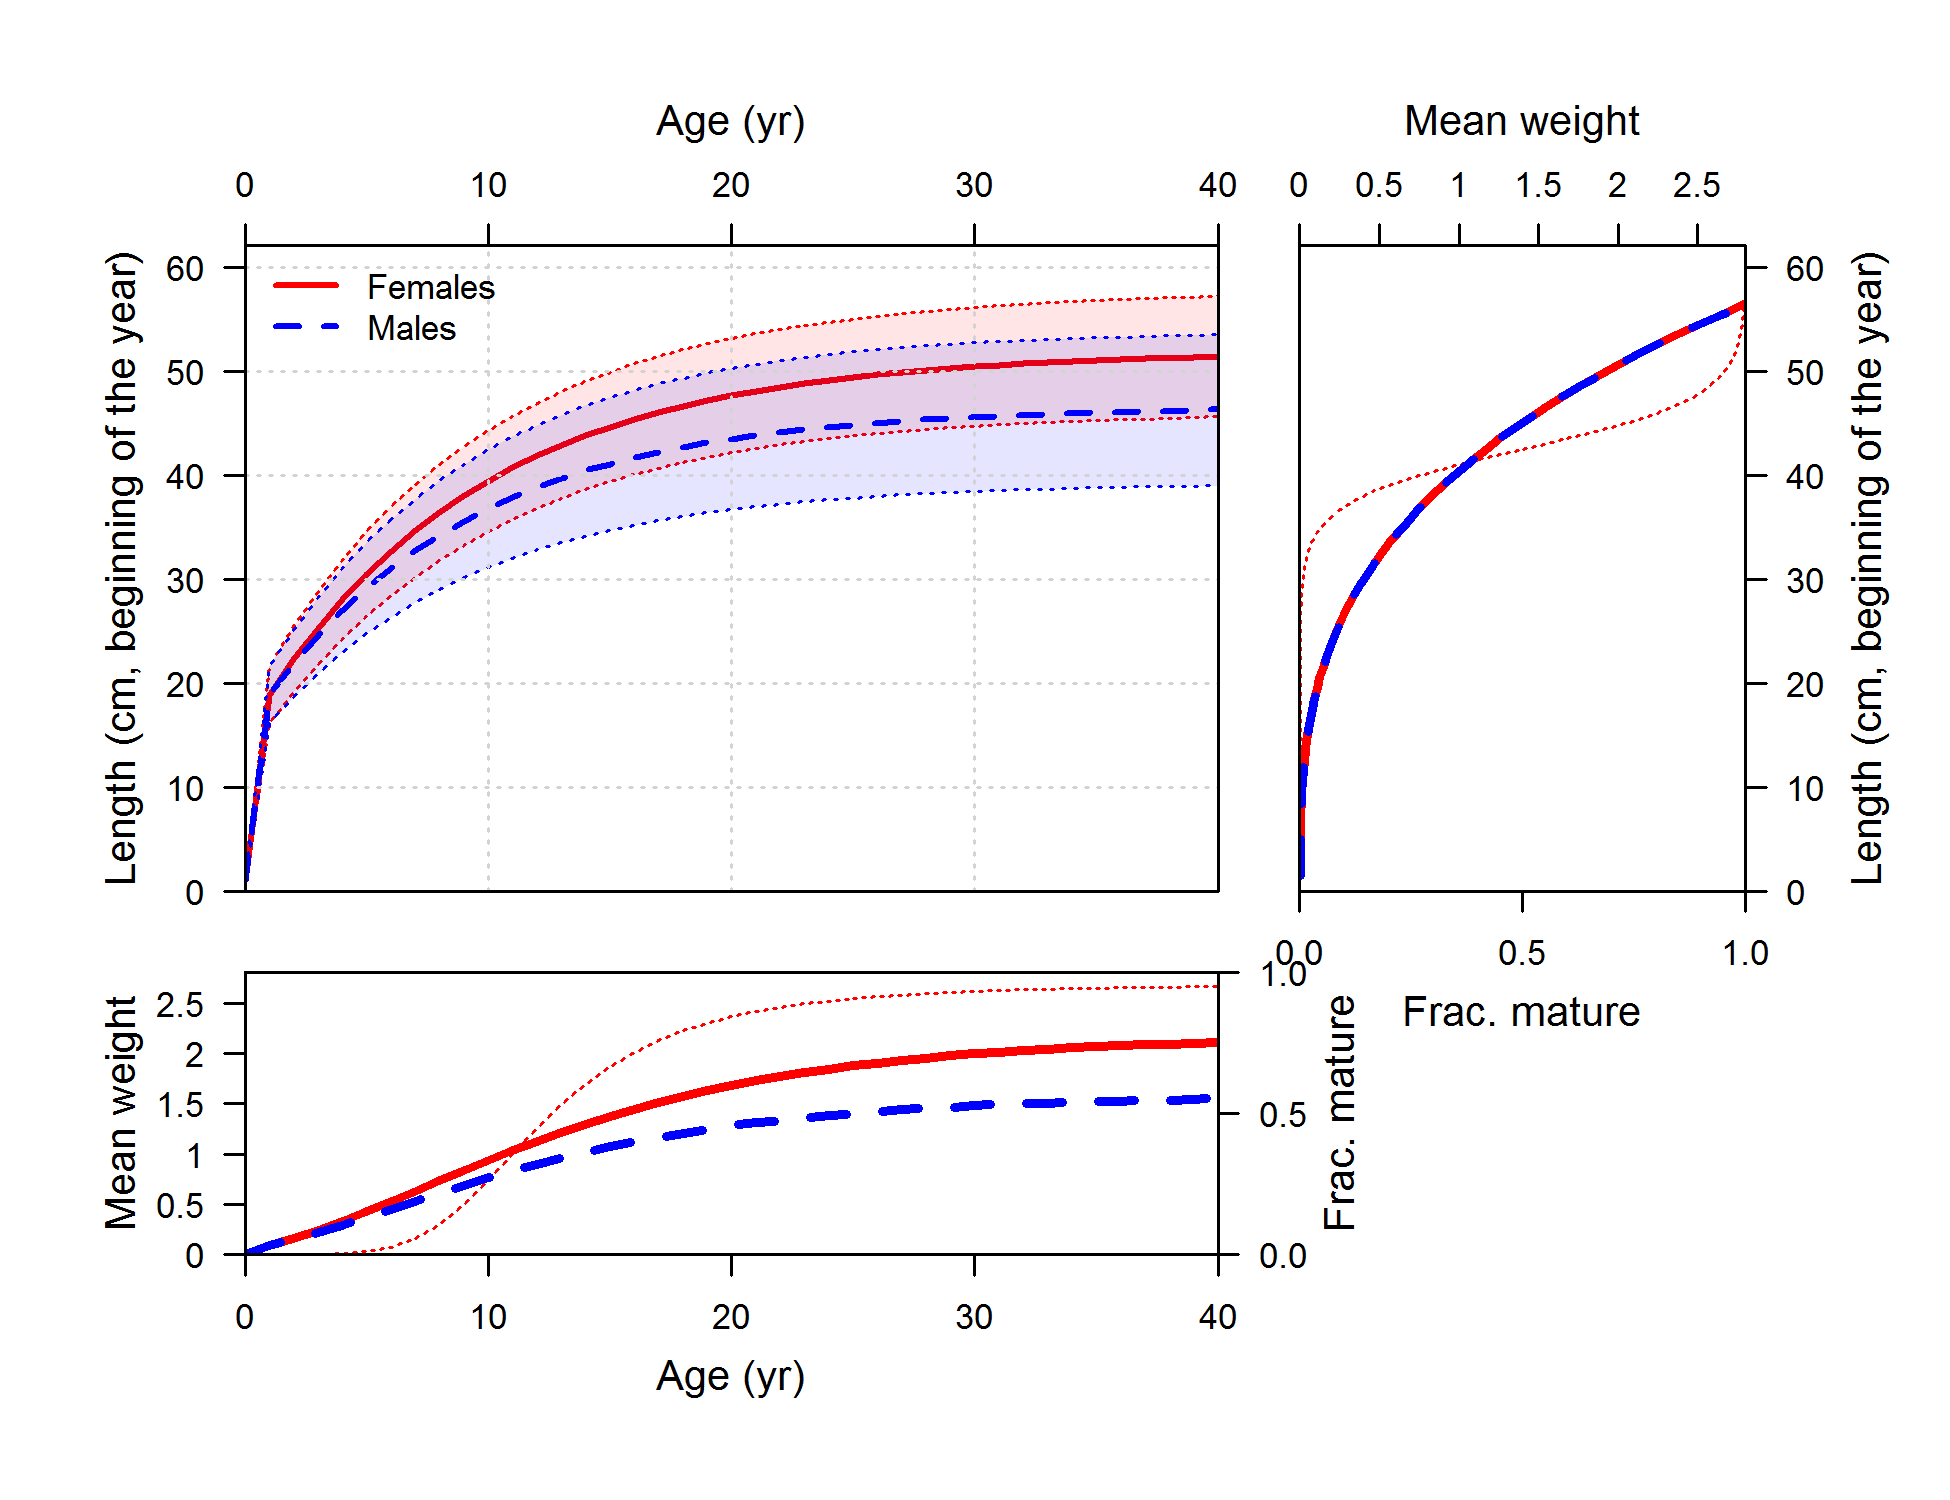 Age (yr)
0 10 20 30 40
Length (cm, beginning of the year)
60
50
40
30
20
10
0
Females
Males
Mean weight
0 0.5 1 1.5 2 2.5
Length (cm, beginning of the year)
60
50
40
30
20
10
0
0.0 0.5 1.0
Frac. mature
Mean weight
2.5
2
1.5
1
0.5
0
1.0
0.5
0.0
Frac. mature
0 10 20 30 40
Age (yr)